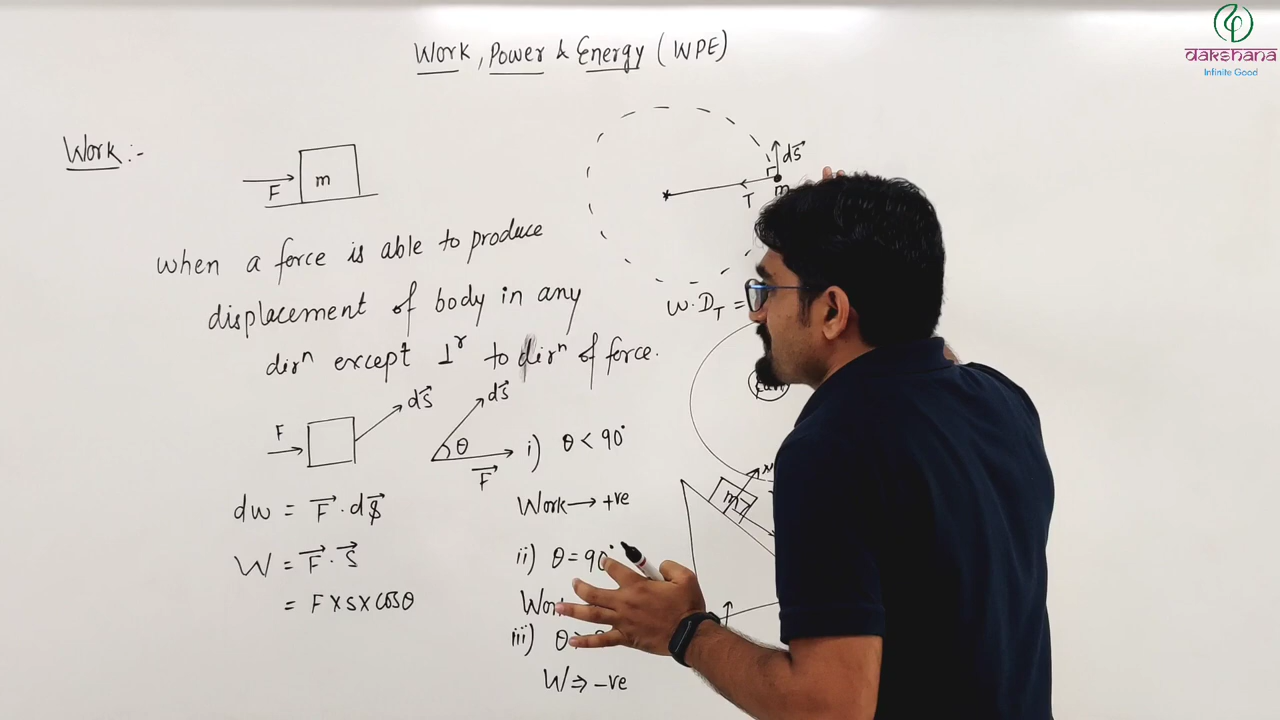 Work, Power & Energy (WPE)
dakshana
Infinite Good
Work :-
F
m
ds
T
m
when a force is able to produce
displacement of body in any
dirⁿ except ⊥ʳ to dirⁿ of force.
W.D_T =
F
ds
ds
θ
F
i) θ < 90°
dw = F . ds
Work → +ve
m
W = F . s
ii) θ = 90°
= F x s x cosθ
iii) θ
W ⇒ -ve